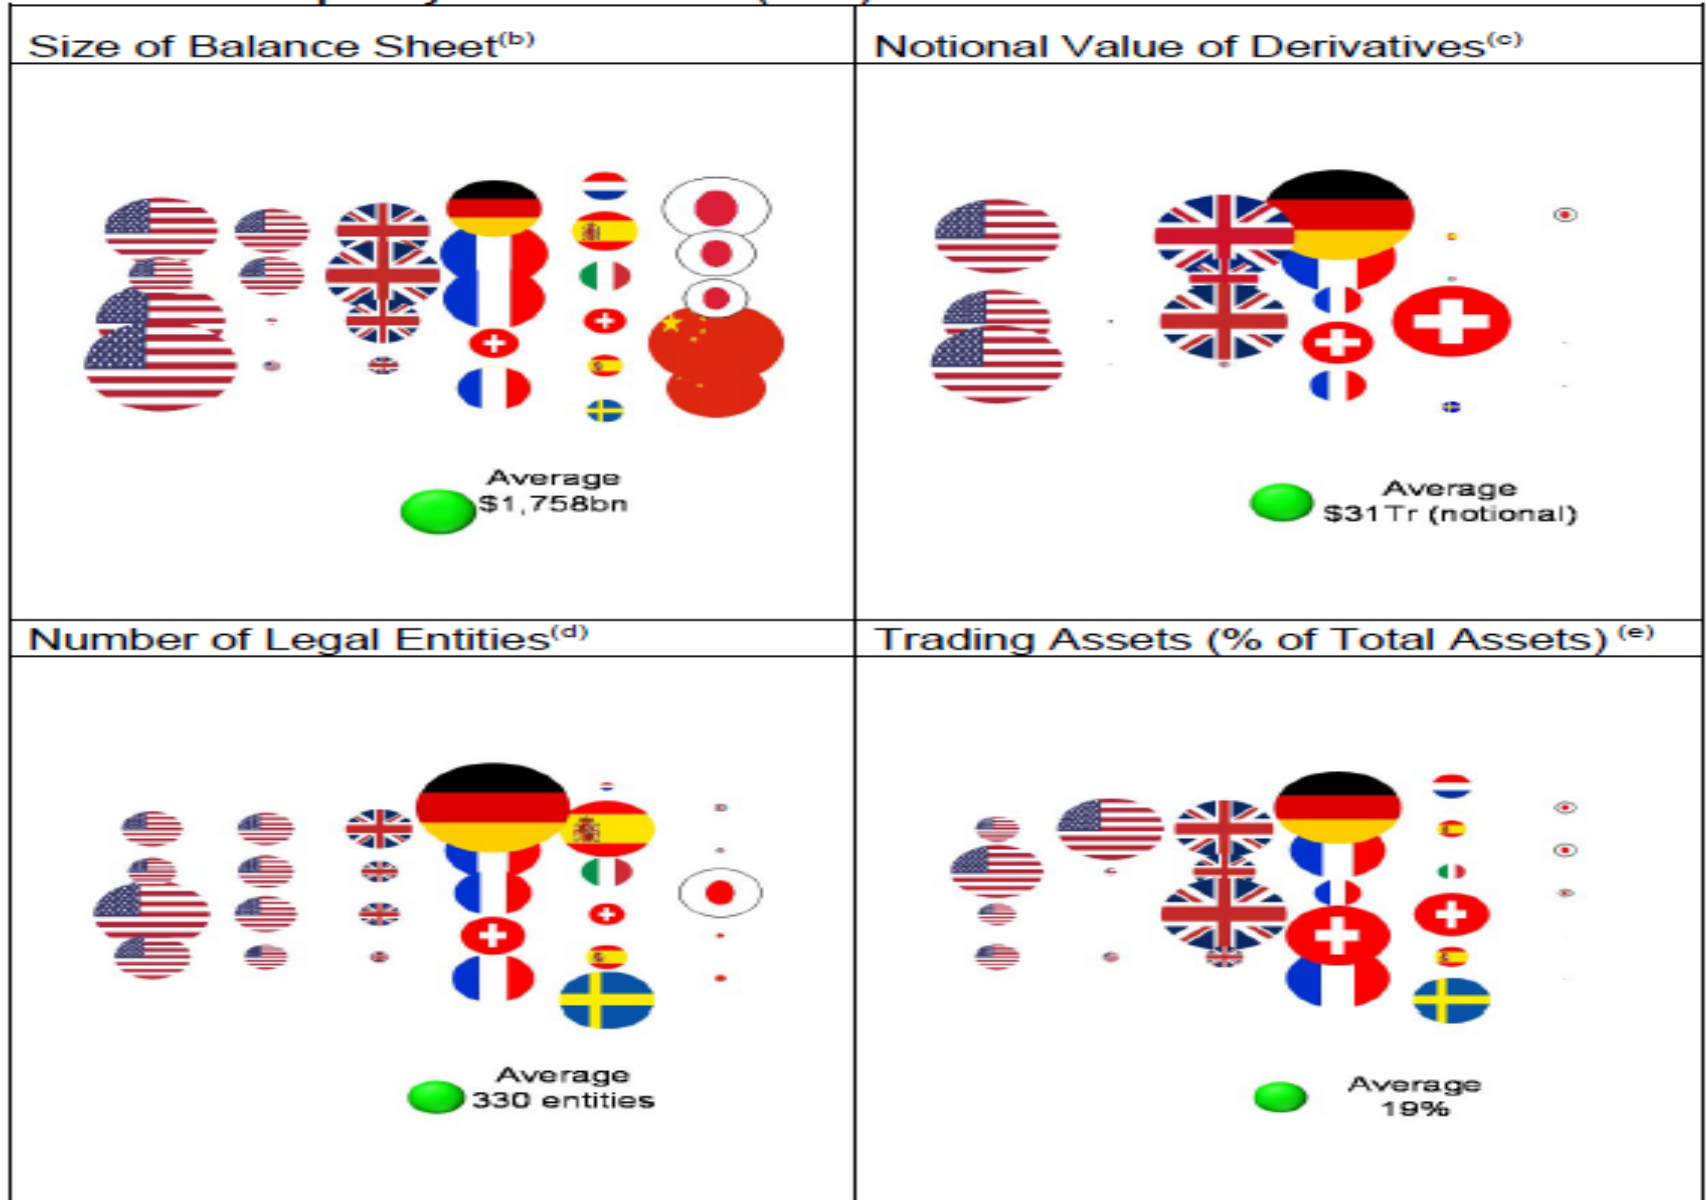 Size of Balance Sheet(b)
Notional Value of Derivatives(c)
Average
$1,758bn
Average
$31Tr (notional)
Number of Legal Entities(d)
Trading Assets (% of Total Assets) (e)
Average
330 entities
Average
19%